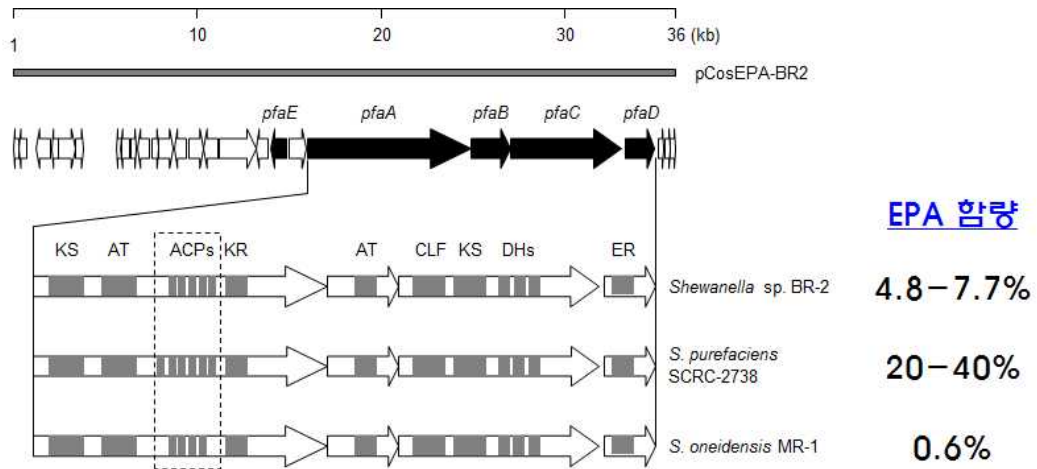 1 10 20 30 36 (kb)
pCosEPA-BR2
pfaE pfaA pfaB pfaC pfaD
EPA 함량
KS AT ACPs KR AT CLF KS DHs ER
Shewanella sp. BR-2 4.8-7.7%
S. purefaciens
SCRC-2738 20-40%
S. oneidensis MR-1 0.6%